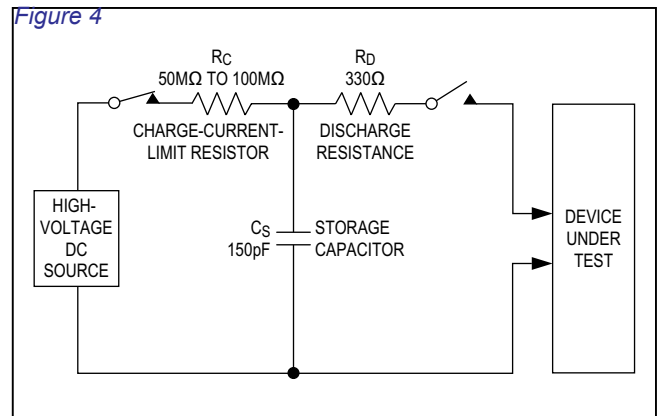 Figure 4
RC
50MΩ TO 100MΩ
RD
330Ω
CHARGE-CURRENT-
LIMIT RESISTOR
DISCHARGE
RESISTANCE
HIGH-
VOLTAGE
DC
SOURCE
CS
150pF
STORAGE
CAPACITOR
DEVICE
UNDER
TEST